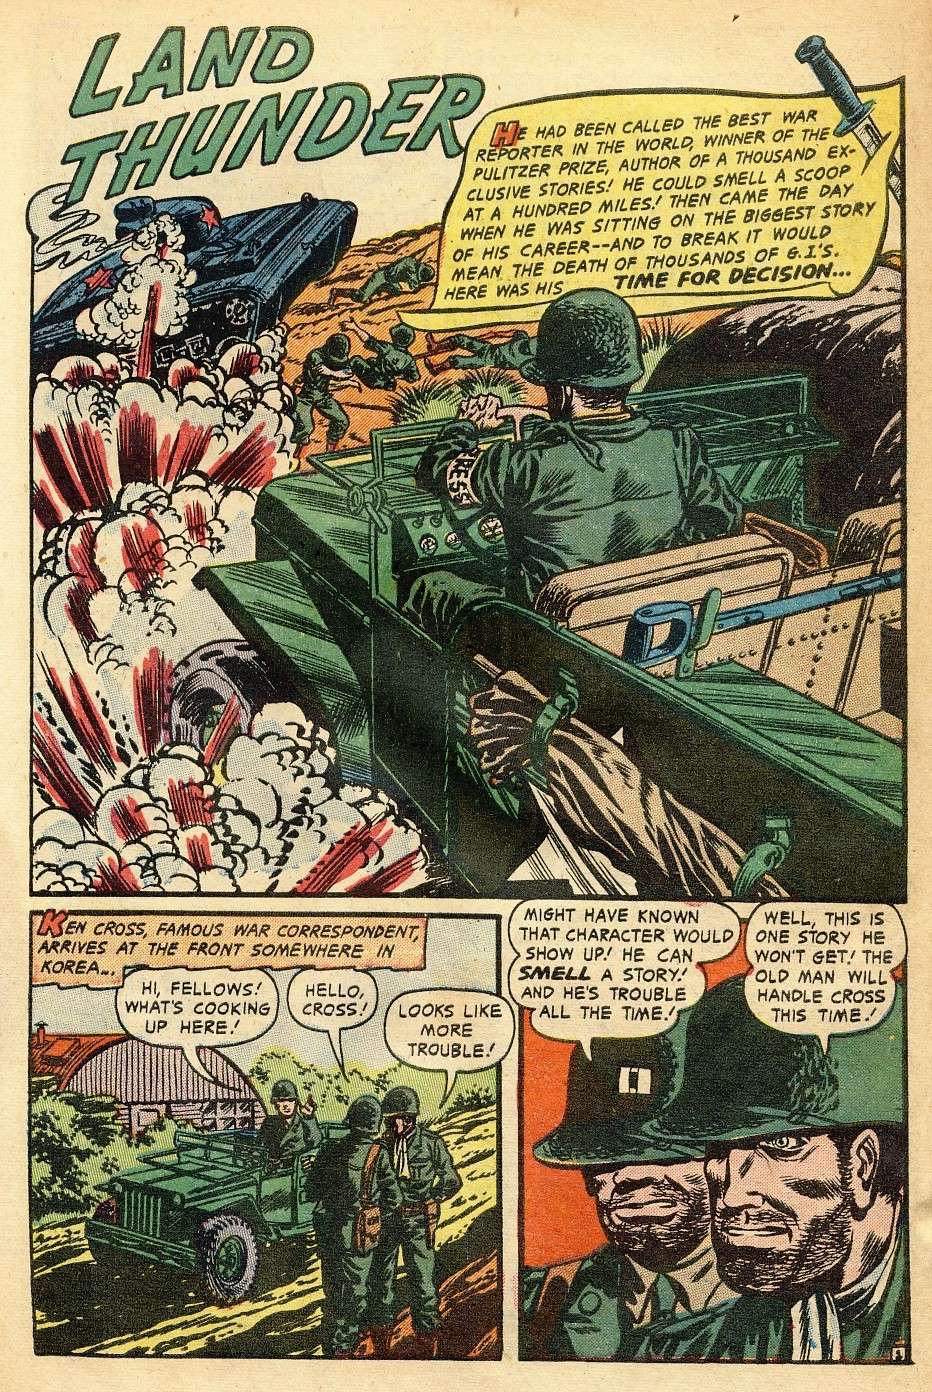 LAND
THUNDER
HE HAD BEEN CALLED THE BEST WAR
REPORTER IN THE WORLD, WINNER OF THE
PULITZER PRIZE, AUTHOR OF A THOUSAND EX-
CLUSIVE STORIES! HE COULD SMELL A SCOOP
AT A HUNDRED MILES! THEN CAME THE DAY
WHEN HE WAS SITTING ON THE BIGGEST STORY
OF HIS CAREER--AND TO BREAK IT WOULD
MEAN THE DEATH OF THOUSANDS OF G.I.'S.
HERE WAS HIS TIME FOR DECISION...
PRESS
KEN CROSS, FAMOUS WAR CORRESPONDENT,
ARRIVES AT THE FRONT SOMEWHERE IN
KOREA...
HI, FELLOWS!
WHAT'S COOKING
UP HERE!
HELLO,
CROSS!
LOOKS LIKE
MORE
TROUBLE!
MIGHT HAVE KNOWN
THAT CHARACTER WOULD
SHOW UP! HE CAN
SMELL A STORY!
AND HE'S TROUBLE
ALL THE TIME!
WELL, THIS IS
ONE STORY HE
WON'T GET! THE
OLD MAN WILL
HANDLE CROSS
THIS TIME!
1